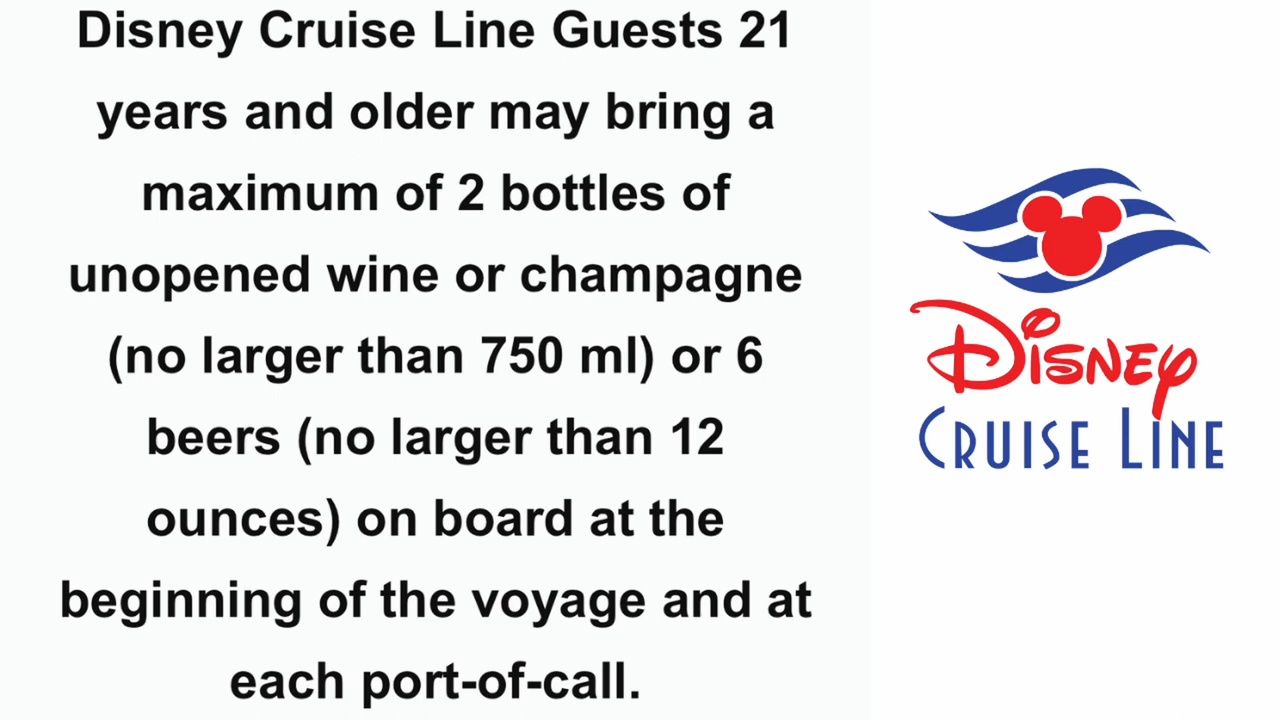 Disney Cruise Line Guests 21
years and older may bring a
maximum of 2 bottles of
unopened wine or champagne
(no larger than 750 ml) or 6
beers (no larger than 12
ounces) on board at the
beginning of the voyage and at
each port-of-call.
Disney
Cruise Line